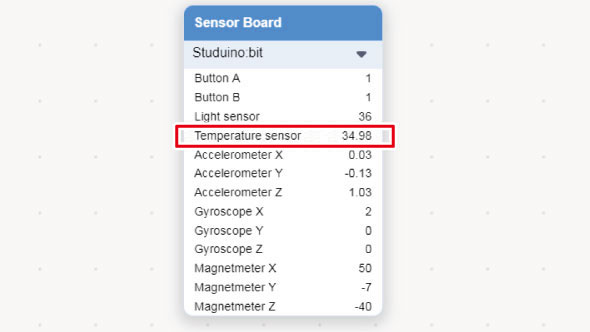 Sensor Board
Studuino:bit
Button A 1
Button B 1
Light sensor 36
Temperature sensor 34.98
Accelerometer X 0.03
Accelerometer Y -0.13
Accelerometer Z 1.03
Gyroscope X 2
Gyroscope Y 0
Gyroscope Z 0
Magnetmeter X 50
Magnetmeter Y -7
Magnetmeter Z -40